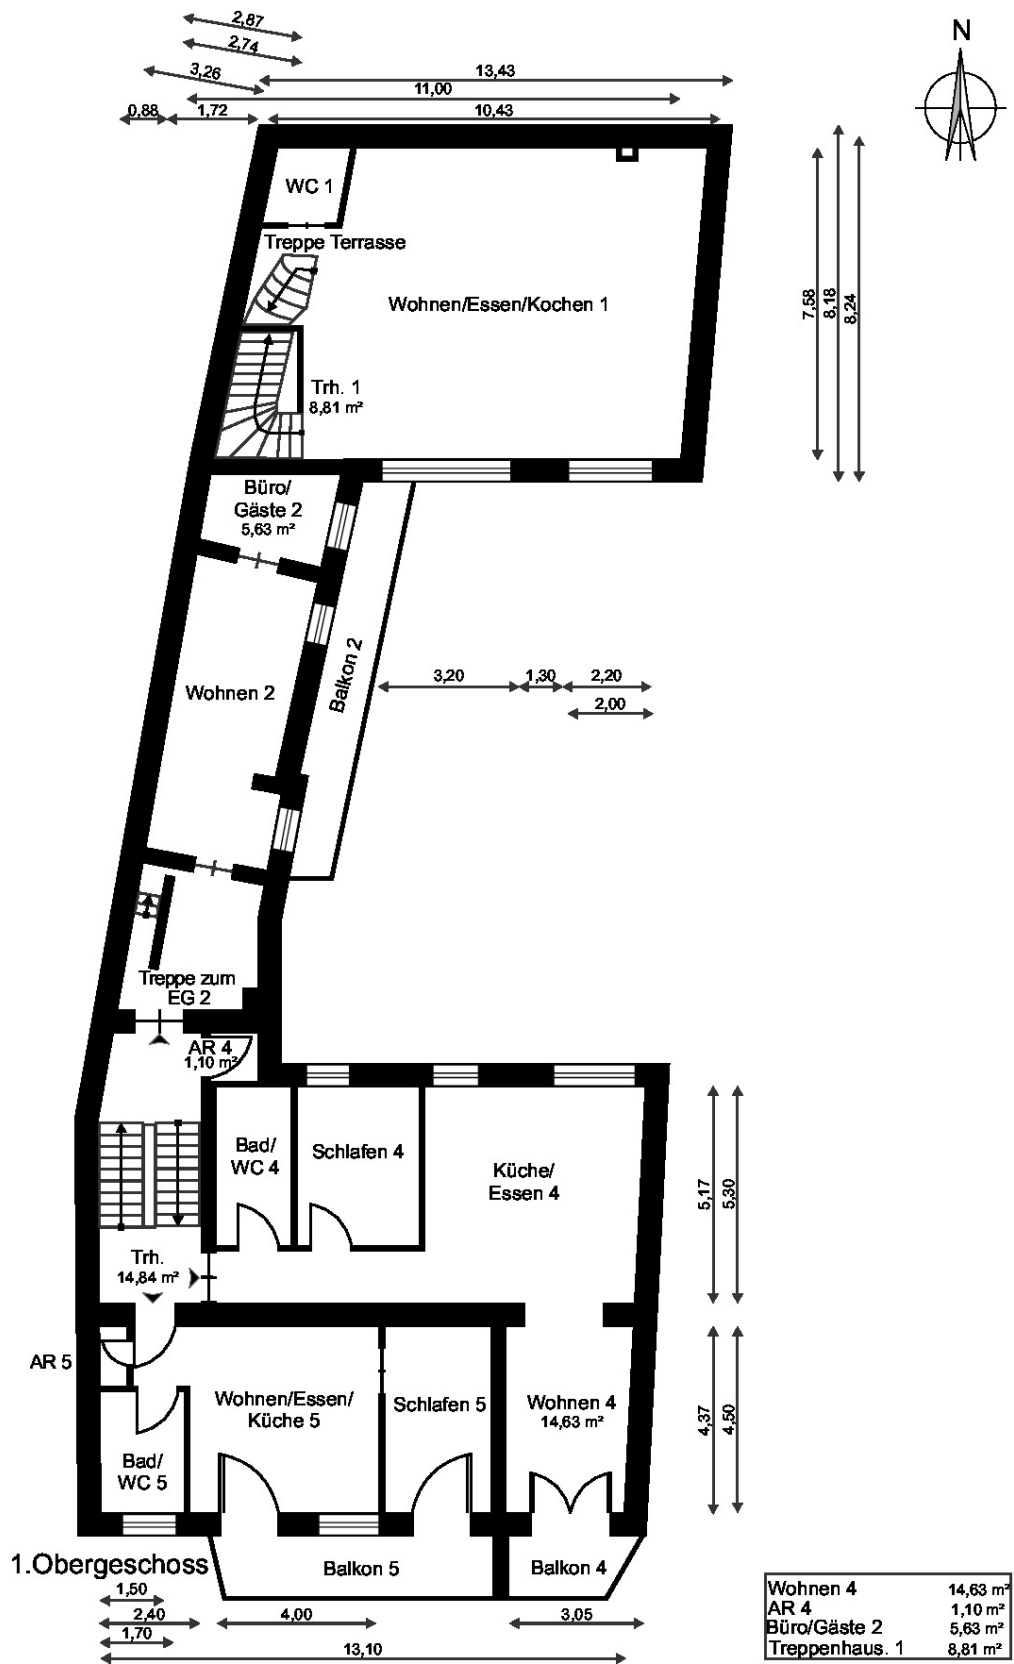 2,87
2,74
3,26
13,43
11,00
0,88
1,72
10,43
N
WC 1
Treppe Terrasse
Wohnen/Essen/Kochen 1
7,58
8,18
8,24
Trh. 1
8,81 m²
Büro/
Gäste 2
5,63 m²
Balkon 2
Wohnen 2
3,20
1,30
2,20
2,00
Treppe zum
EG 2
AR 4
1,10 m²
Bad/
WC 4
Schlafen 4
Küche/
Essen 4
5,17
5,30
Trh.
14,84 m²
AR 5
Wohnen/Essen/
Küche 5
Schlafen 5
Wohnen 4
14,63 m²
4,37
4,50
Bad/
WC 5
1.Obergeschoss
Balkon 5
Balkon 4
1,50
2,40
4,00
3,05
1,70
13,10
Wohnen 4 14,63 m²
AR 4 1,10 m²
Büro/Gäste 2 5,63 m²
Treppenhaus. 1 8,81 m²